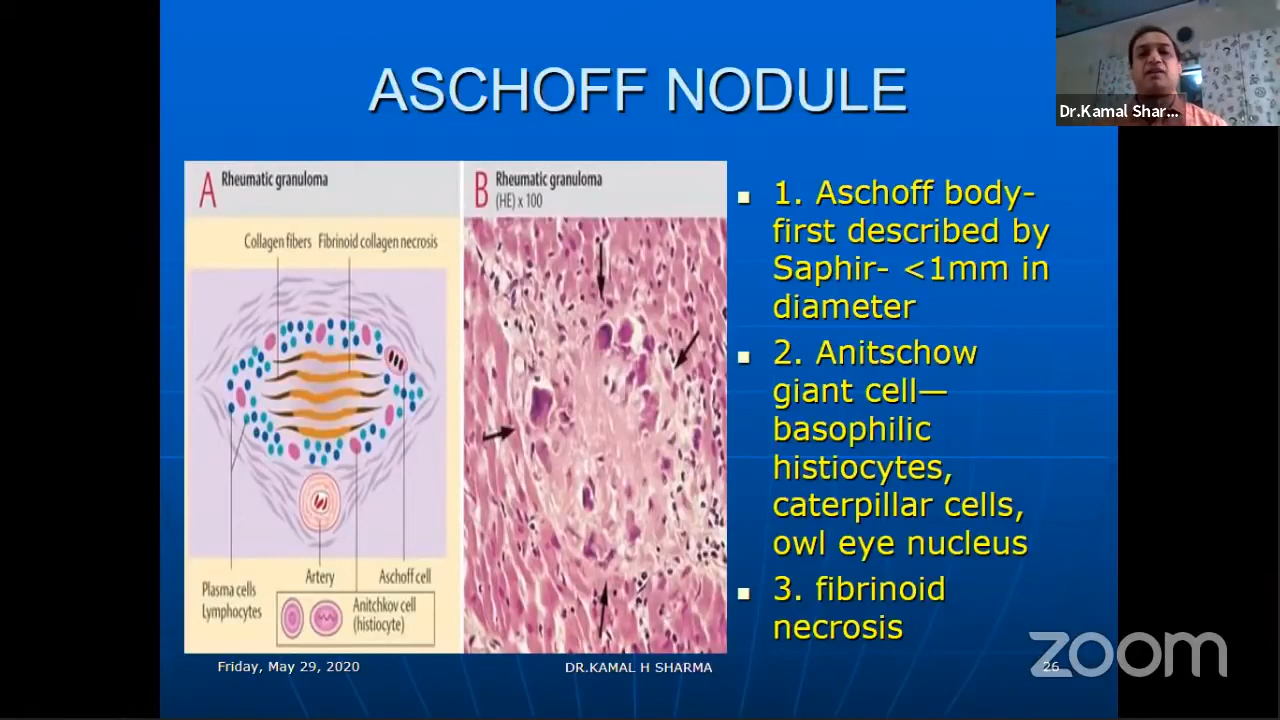 ASCHOFF NODULE
Dr.Kamal Shar...
A Rheumatic granuloma
Collagen fibers Fibrinoid collagen necrosis
Plasma cells
Lymphocytes
Artery
Aschoff cell
Anitchkov cell
(histiocyte)
B Rheumatic granuloma
(HE) x 100
1. Aschoff body-
first described by
Saphir- <1mm in
diameter
2. Anitschow
giant cell—
basophilic
histiocytes,
caterpillar cells,
owl eye nucleus
3. fibrinoid
necrosis
Friday, May 29, 2020
DR.KAMAL H SHARMA
26
zoom